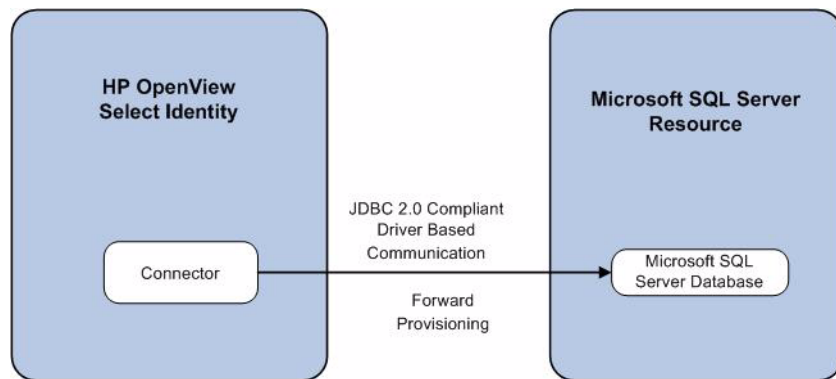 HP OpenView
Select Identity
Microsoft SQL Server
Resource
JDBC 2.0 Compliant
Driver Based
Communication
Connector
Microsoft SQL
Server Database
Forward
Provisioning